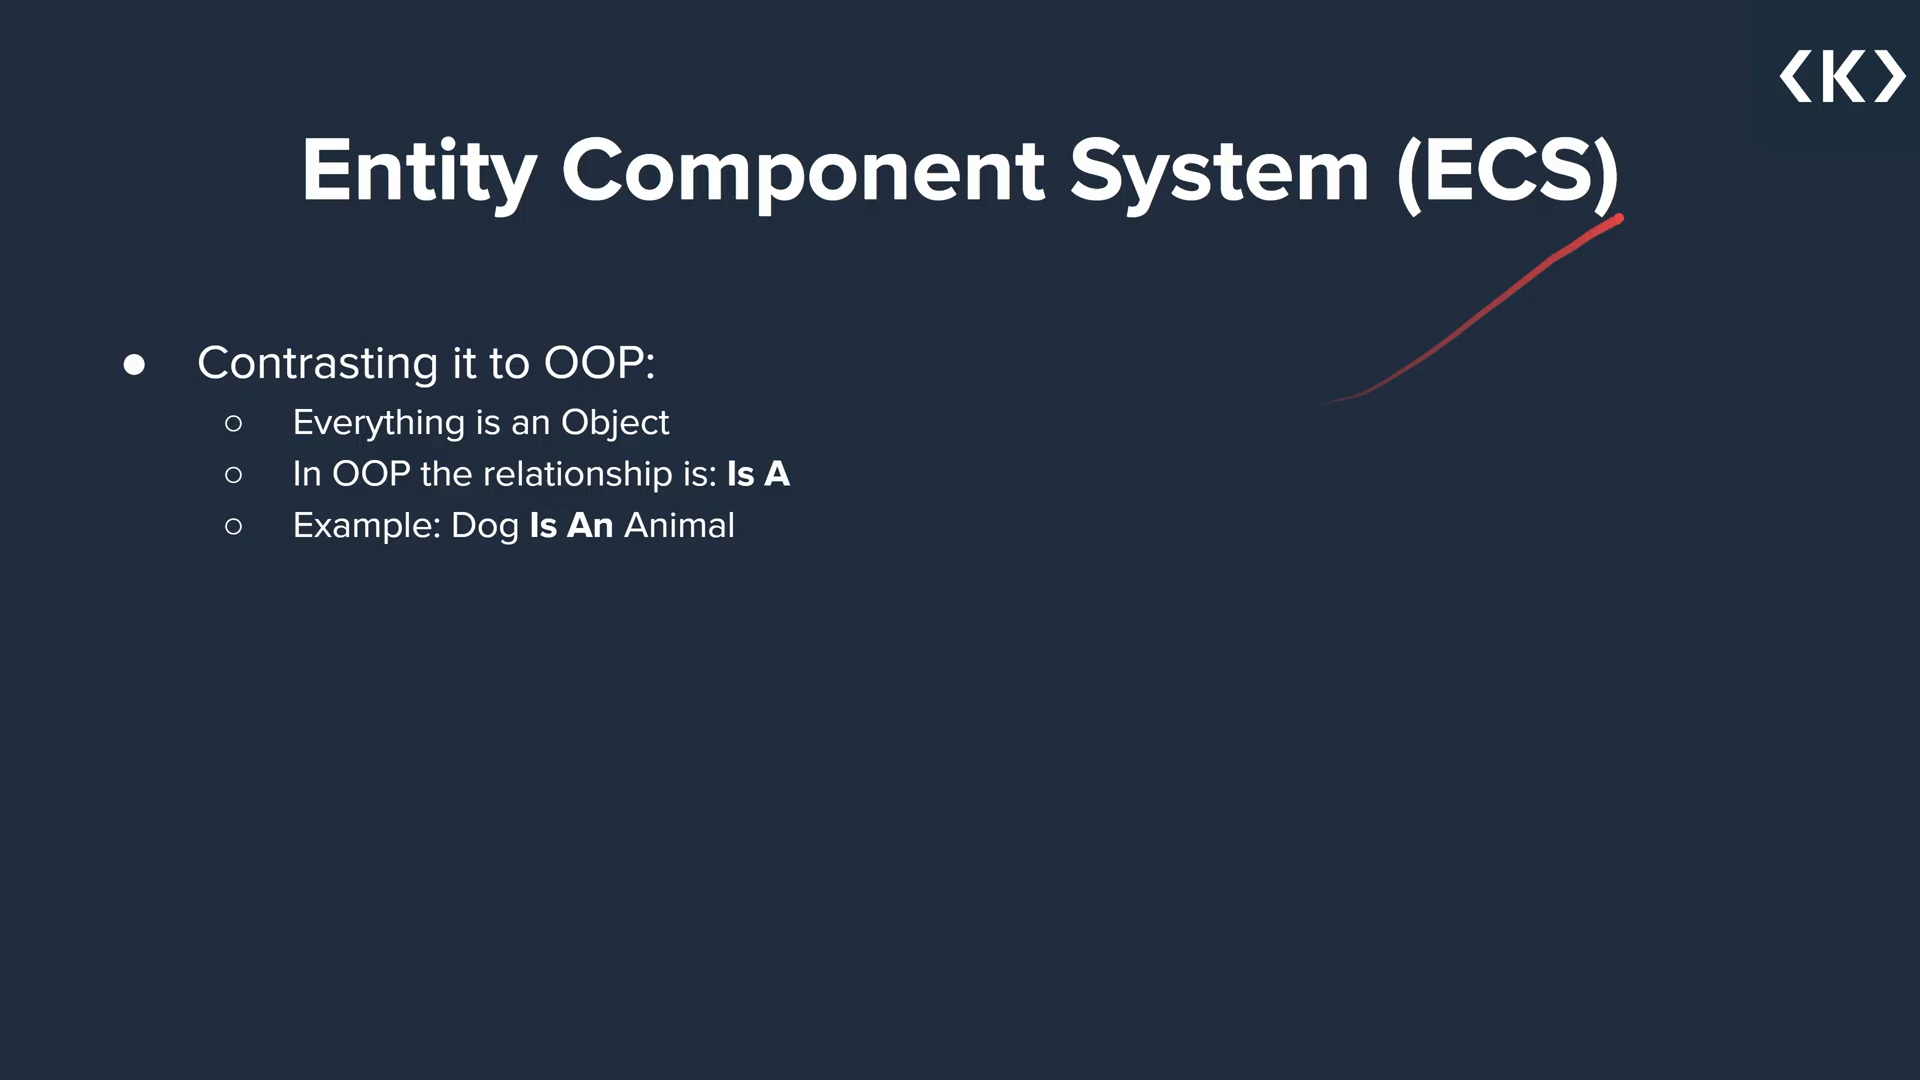 <K>
Entity Component System (ECS)
● Contrasting it to OOP:
○ Everything is an Object
○ In OOP the relationship is: Is A
○ Example: Dog Is An Animal